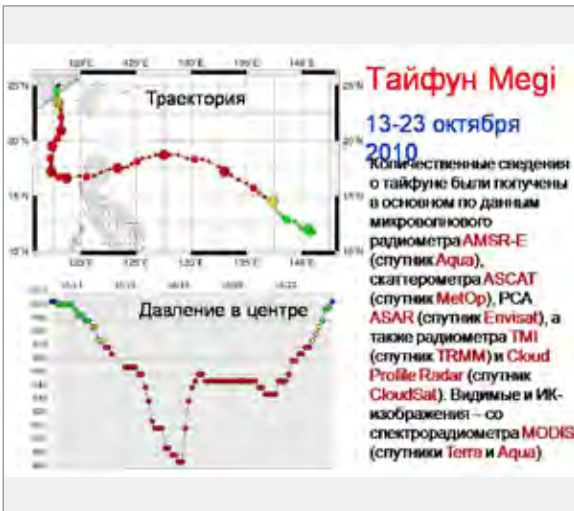 Траектория
Давление в центре
Тайфун Megi
13-23 октября
2010
Количественные сведения
о тайфуне были получены
в основном по данным
микроволнового
радиометра AMSR-E
(спутник Aqua),
скаттерометра ASCAT
(спутник MetOp), РСА
ASAR (спутник Envisat), а
также радиометра TMI
(спутник TRMM) и Cloud
Profile Radar (спутник
CloudSat). Видимые и ИК-
изображения – со
спектрорадиометра MODIS
(спутники Terra и Aqua)